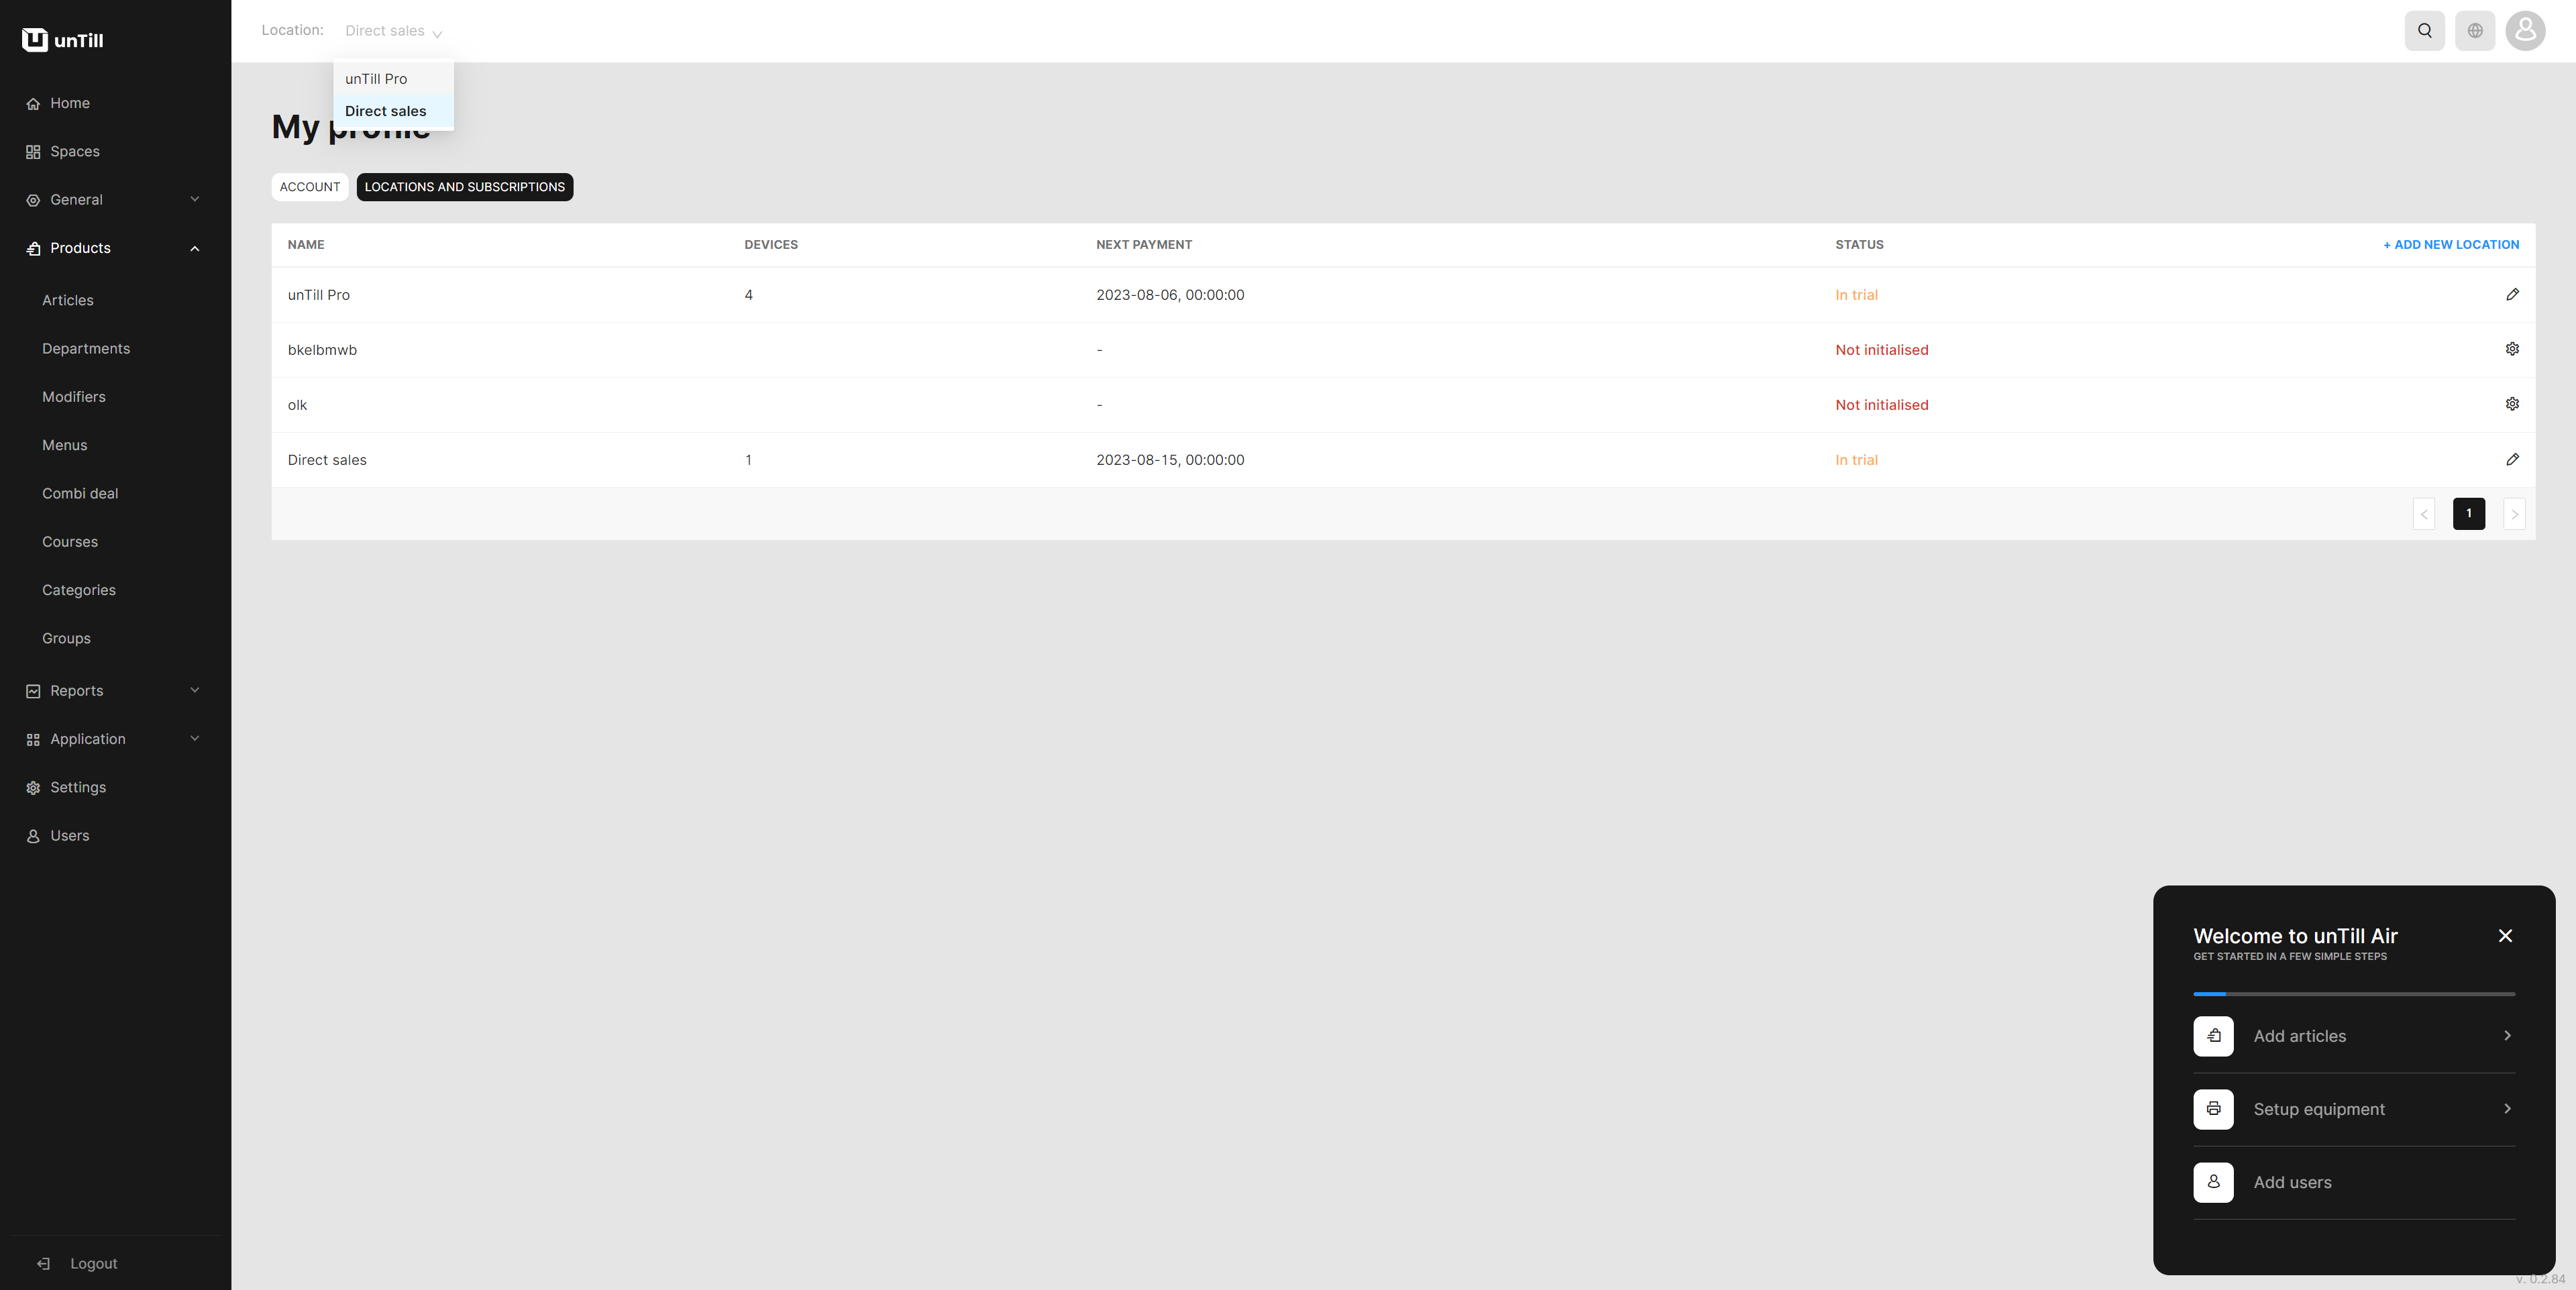 unTill
Home
Spaces
General
Products
Articles
Departments
Modifiers
Menus
Combi deal
Courses
Categories
Groups
Reports
Application
Settings
Users
Logout
Location: Direct sales
unTill Pro
Direct sales
My profile
ACCOUNT LOCATIONS AND SUBSCRIPTIONS
NAME DEVICES NEXT PAYMENT STATUS + ADD NEW LOCATION
unTill Pro 4 2023-08-06, 00:00:00 In trial
bkelbmwb - Not initialised
olk - Not initialised
Direct sales 1 2023-08-15, 00:00:00 In trial
< 1 >
Welcome to unTill Air
GET STARTED IN A FEW SIMPLE STEPS
Add articles
Setup equipment
Add users
v. 0.2.84